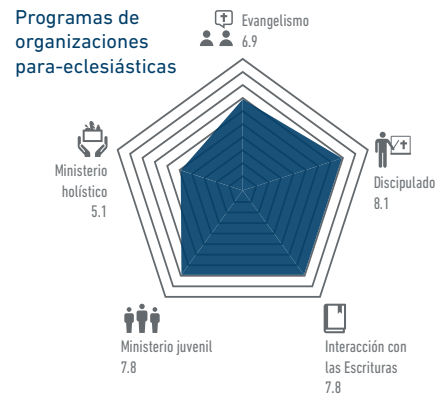 Programas de
organizaciones
para-eclesiásticas
Evangelismo
6.9
Discipulado
8.1
Interacción con
las Escrituras
7.8
Ministerio juvenil
7.8
Ministerio
holístico
5.1